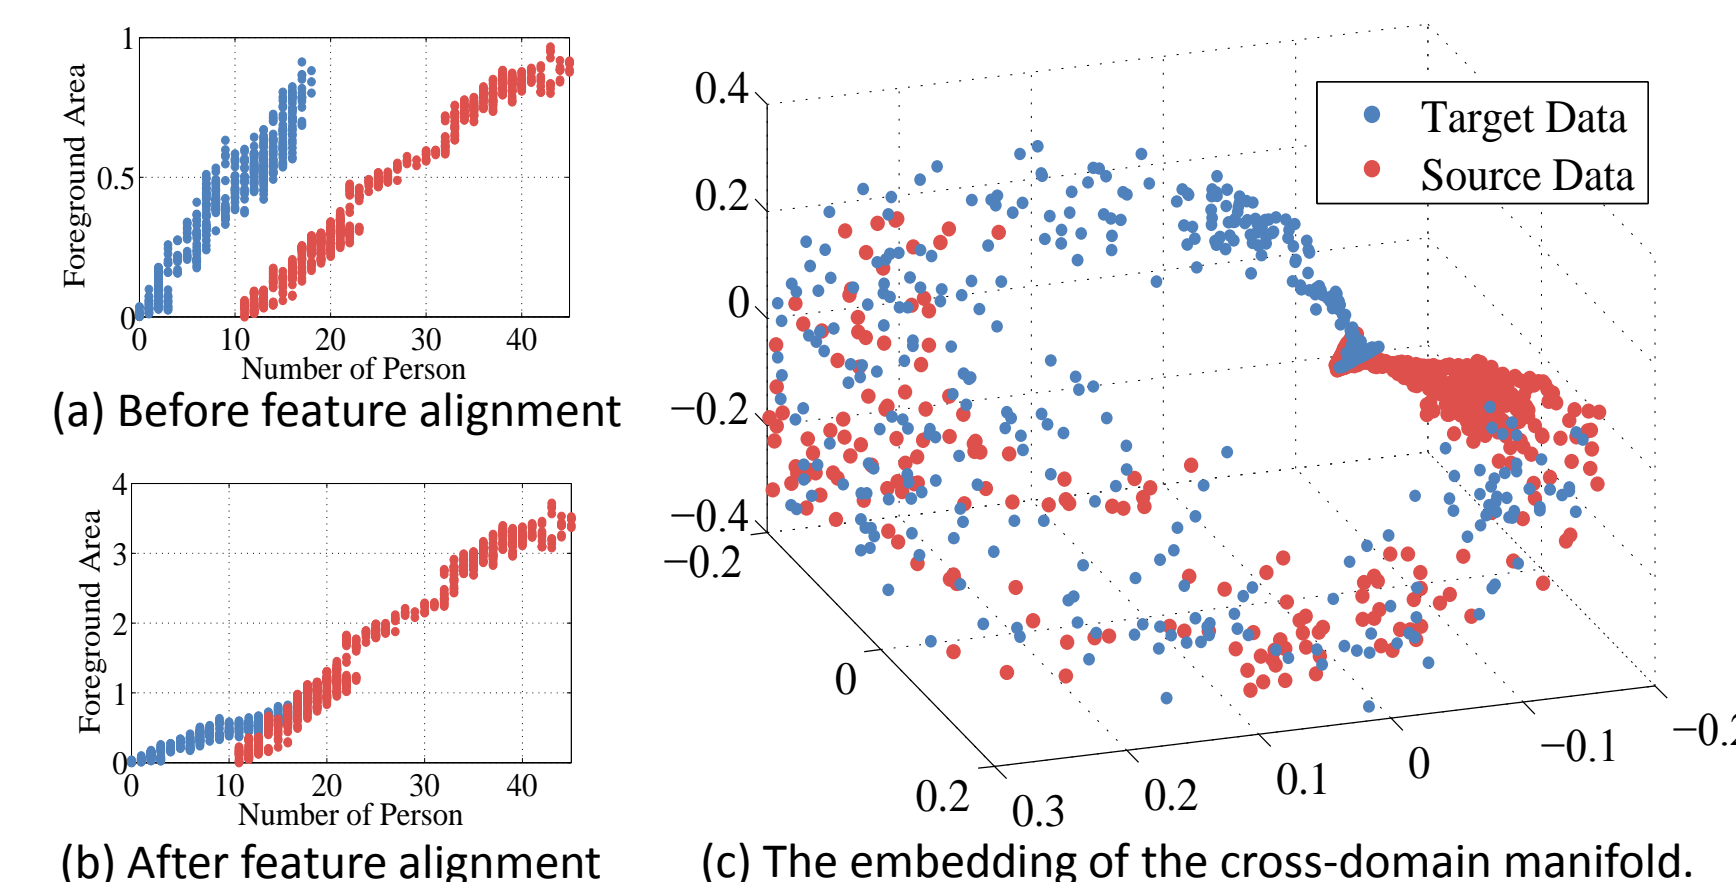 1
0.5
0
Foreground Area
0 10 20 30 40
Number of Person
(a) Before feature alignment
4
3
2
1
0
Foreground Area
0 10 20 30 40
Number of Person
(b) After feature alignment
Target Data
Source Data
0.4
0.2
0
−0.2
−0.4
−0.2
0
0.2
0.3
0.2
0.1
0
−0.1
(c) The embedding of the cross-domain manifold.